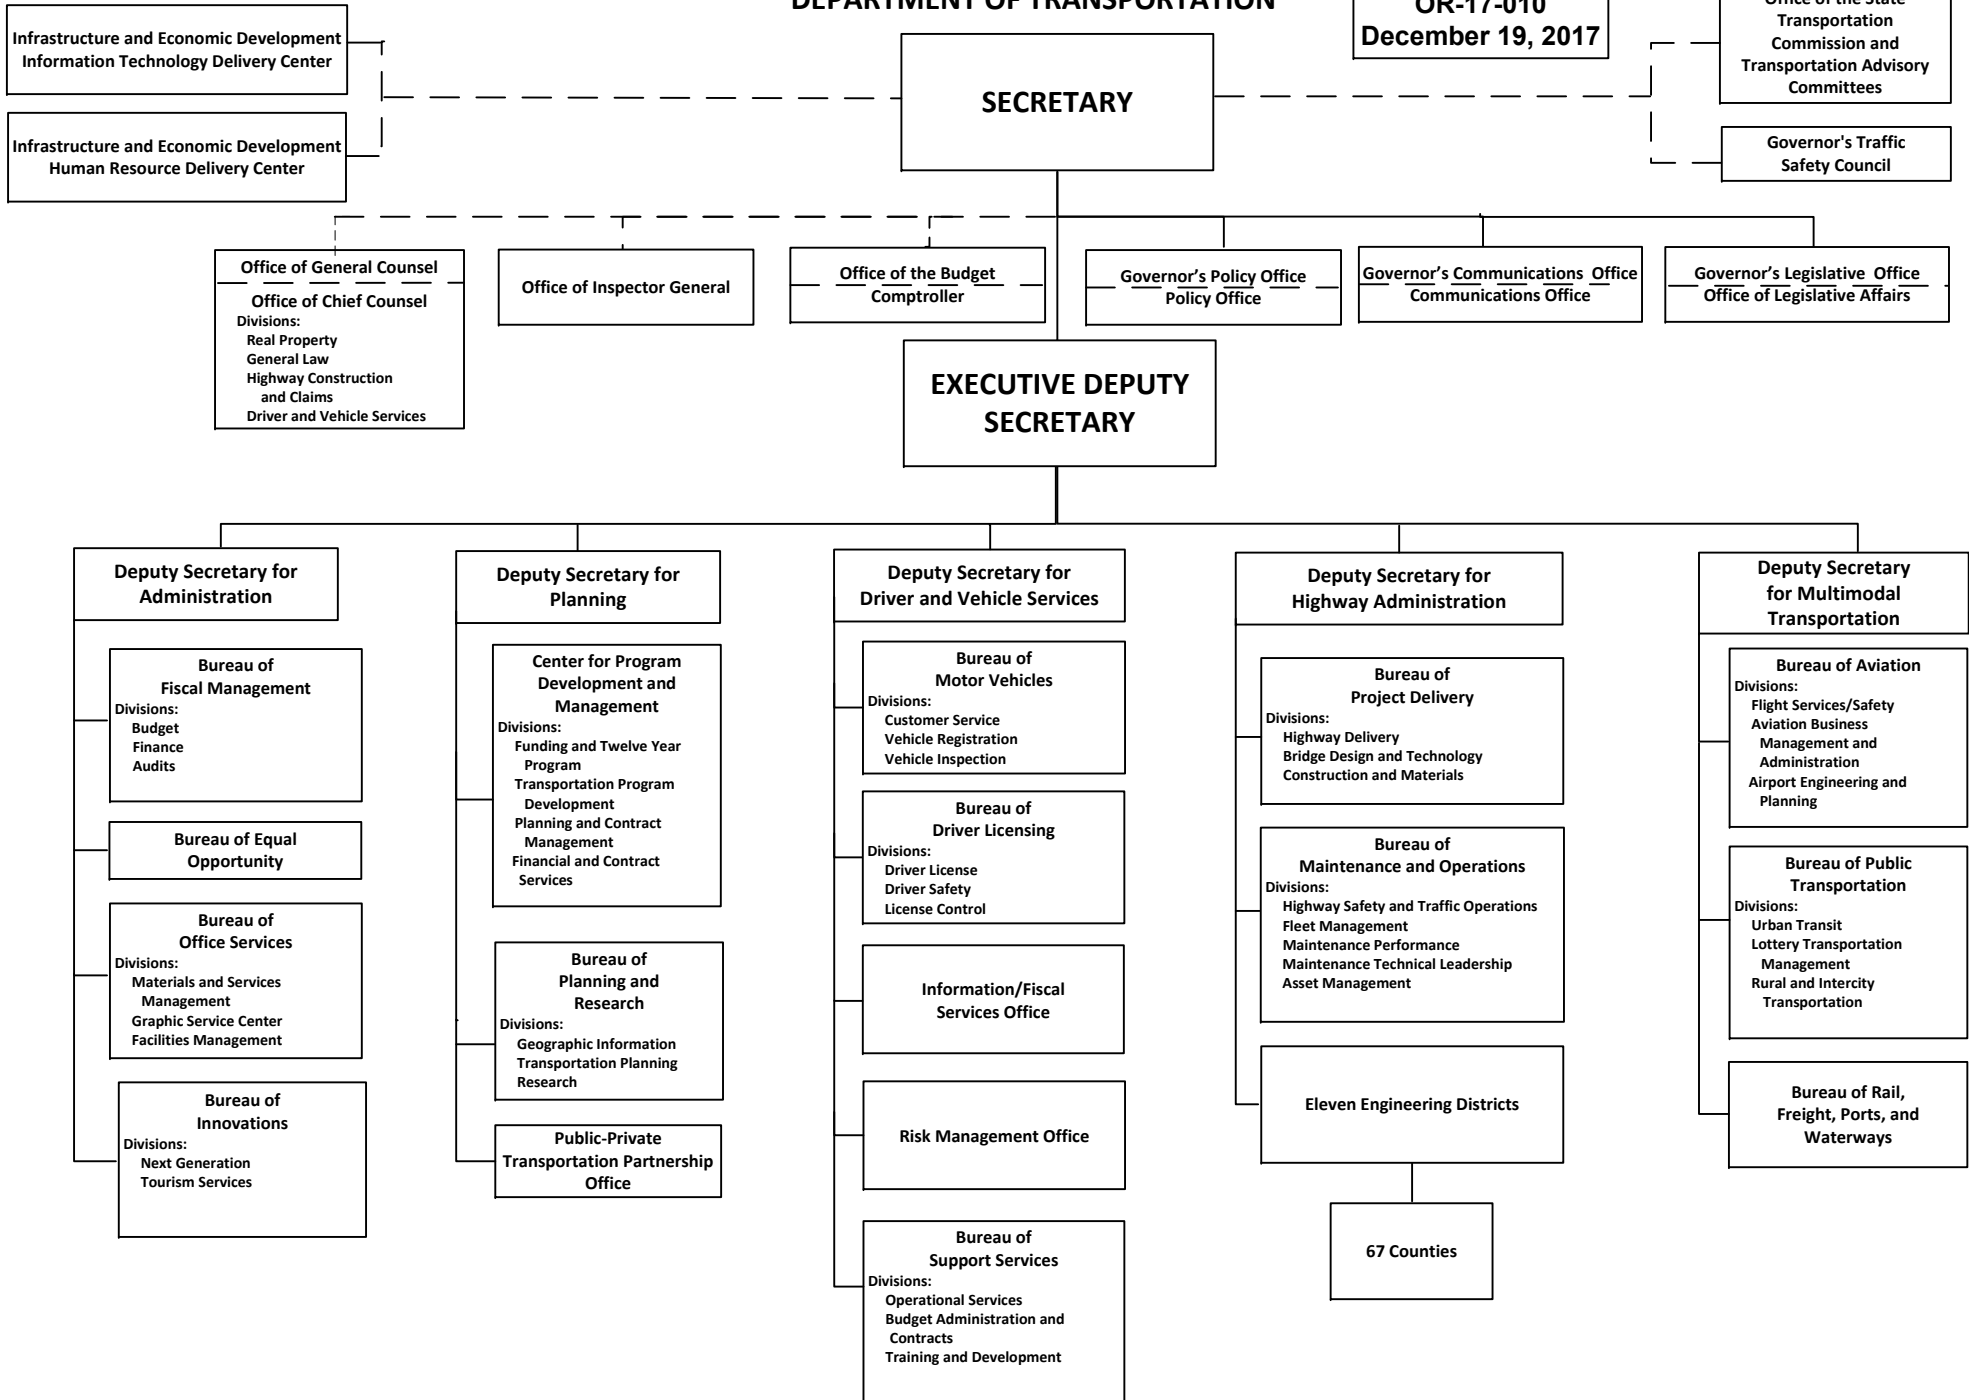 DEPARTMENT OF TRANSPORTATION
OR-17-010
December 19, 2017
Infrastructure and Economic Development
Information Technology Delivery Center
Infrastructure and Economic Development
Human Resource Delivery Center
SECRETARY
Office of the State
Transportation
Commission and
Transportation Advisory
Committees
Governor's Traffic
Safety Council
Office of General Counsel
Office of Chief Counsel
Divisions:
Real Property
General Law
Highway Construction
and Claims
Driver and Vehicle Services
Office of Inspector General
Office of the Budget
Comptroller
Governor's Policy Office
Policy Office
Governor's Communications Office
Communications Office
Governor's Legislative Office
Office of Legislative Affairs
EXECUTIVE DEPUTY
SECRETARY
Deputy Secretary for
Administration
Bureau of
Fiscal Management
Divisions:
Budget
Finance
Audits
Bureau of Equal
Opportunity
Bureau of
Office Services
Divisions:
Materials and Services
Management
Graphic Service Center
Facilities Management
Bureau of
Innovations
Divisions:
Next Generation
Tourism Services
Deputy Secretary for
Planning
Center for Program
Development and
Management
Divisions:
Funding and Twelve Year
Program
Transportation Program
Development
Planning and Contract
Management
Financial and Contract
Services
Bureau of
Planning and
Research
Divisions:
Geographic Information
Transportation Planning
Research
Public-Private
Transportation Partnership
Office
Deputy Secretary for
Driver and Vehicle Services
Bureau of
Motor Vehicles
Divisions:
Customer Service
Vehicle Registration
Vehicle Inspection
Bureau of
Driver Licensing
Divisions:
Driver License
Driver Safety
License Control
Information/Fiscal
Services Office
Risk Management Office
Bureau of
Support Services
Divisions:
Operational Services
Budget Administration and
Contracts
Training and Development
Deputy Secretary for
Highway Administration
Bureau of
Project Delivery
Divisions:
Highway Delivery
Bridge Design and Technology
Construction and Materials
Bureau of
Maintenance and Operations
Divisions:
Highway Safety and Traffic Operations
Fleet Management
Maintenance Performance
Maintenance Technical Leadership
Asset Management
Eleven Engineering Districts
67 Counties
Deputy Secretary
for Multimodal
Transportation
Bureau of Aviation
Divisions:
Flight Services/Safety
Aviation Business
Management and
Administration
Airport Engineering and
Planning
Bureau of Public
Transportation
Divisions:
Urban Transit
Lottery Transportation
Management
Rural and Intercity
Transportation
Bureau of Rail,
Freight, Ports, and
Waterways